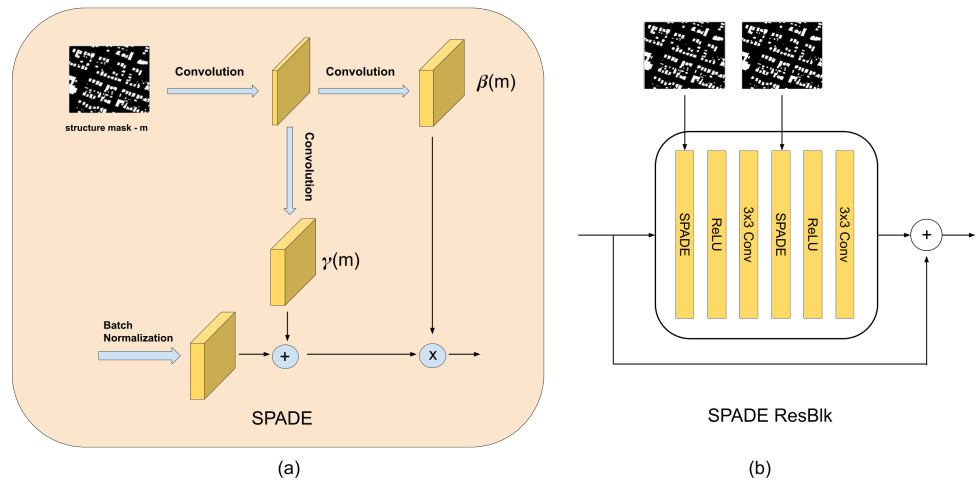 structure mask - m
Convolution
Convolution
β(m)
Convolution
γ(m)
Batch
Normalization
+
X
SPADE
(a)
SPADE
ReLU
3x3 Conv
SPADE
ReLU
3x3 Conv
+
SPADE ResBlk
(b)